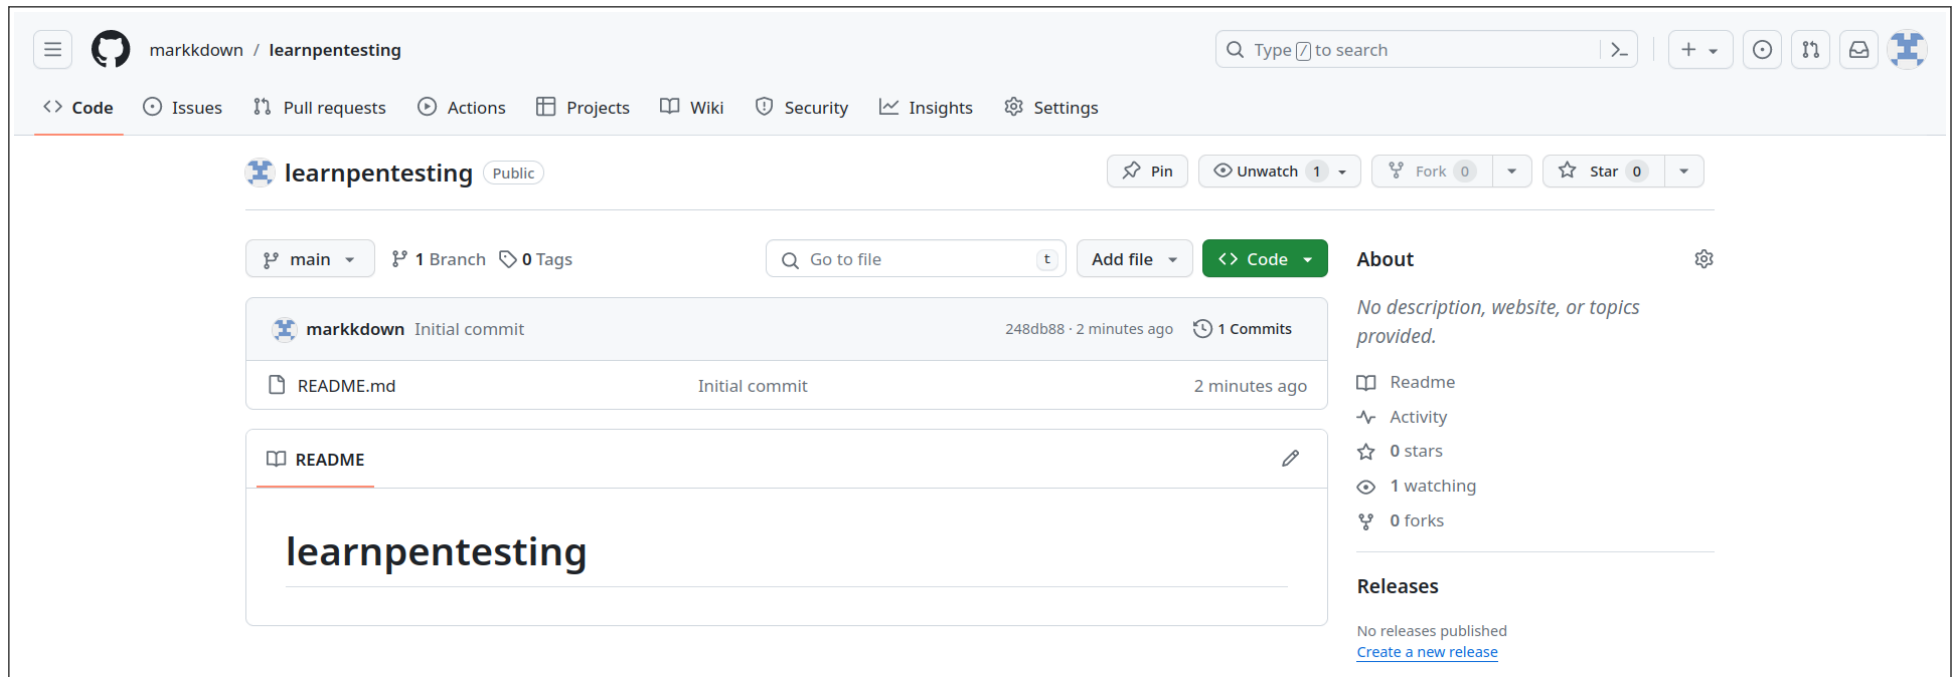 markkdown / learnpentesting
Type / to search
Code Issues Pull requests Actions Projects Wiki Security Insights Settings
learnpentesting Public
Pin Unwatch 1 Fork 0 Star 0
main 1 Branch 0 Tags Go to file t Add file Code
markkdown Initial commit 248db88 · 2 minutes ago 1 Commits
README.md Initial commit 2 minutes ago
README
learnpentesting
About
No description, website, or topics
provided.
Readme
Activity
0 stars
1 watching
0 forks
Releases
No releases published
Create a new release